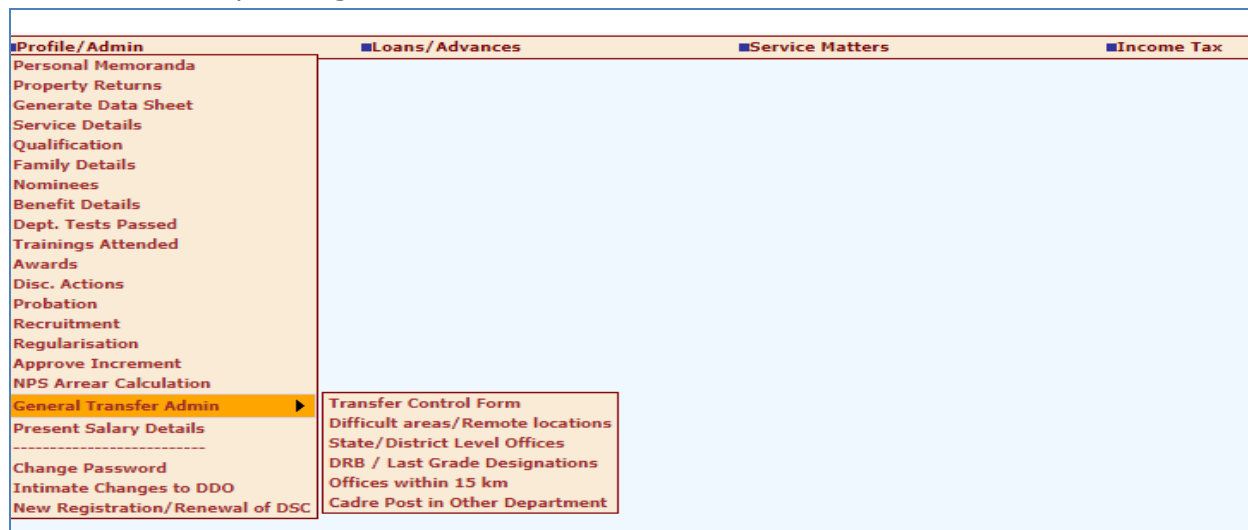 Profile/Admin
Loans/Advances
Service Matters
Income Tax
Personal Memoranda
Property Returns
Generate Data Sheet
Service Details
Qualification
Family Details
Nominees
Benefit Details
Dept. Tests Passed
Trainings Attended
Awards
Disc. Actions
Probation
Recruitment
Regularisation
Approve Increment
NPS Arrear Calculation
General Transfer Admin
Present Salary Details
--------------------------
Change Password
Intimate Changes to DDO
New Registration/Renewal of DSC
Transfer Control Form
Difficult areas/Remote locations
State/District Level Offices
DRB / Last Grade Designations
Offices within 15 km
Cadre Post in Other Department